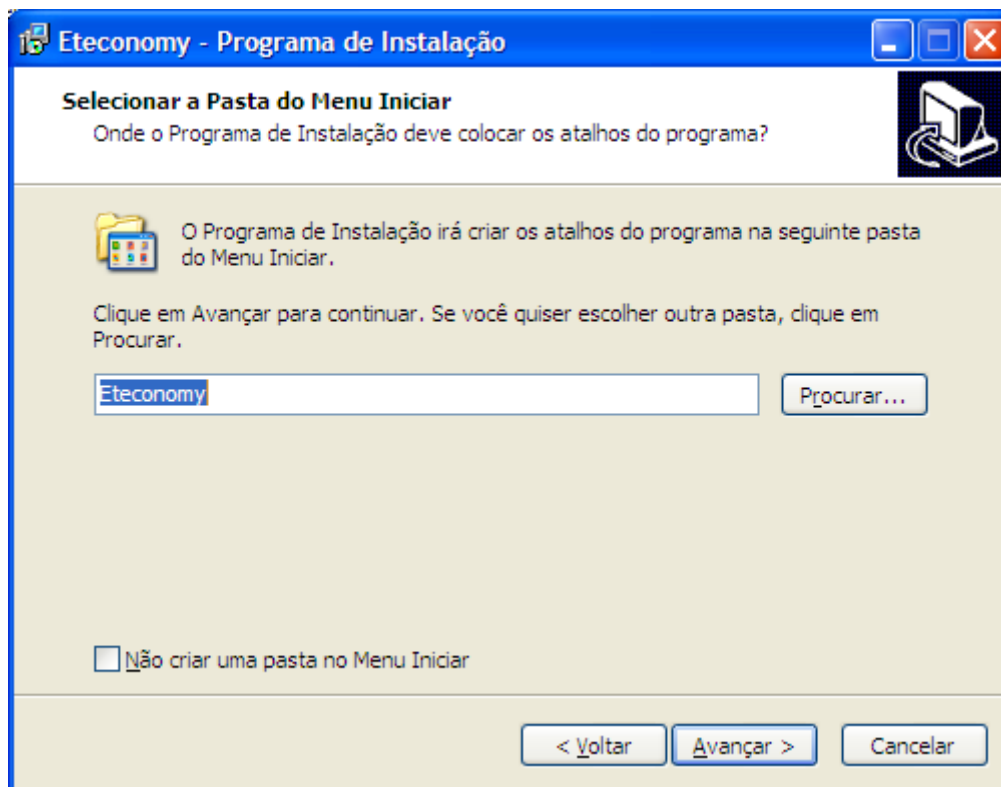 Eteconomy - Programa de Instalação
Selecionar a Pasta do Menu Iniciar
Onde o Programa de Instalação deve colocar os atalhos do programa?
O Programa de Instalação irá criar os atalhos do programa na seguinte pasta
do Menu Iniciar.
Clique em Avançar para continuar. Se você quiser escolher outra pasta, clique em
Procurar.
Eteconomy
Procurar...
Não criar uma pasta no Menu Iniciar
< Voltar
Avançar >
Cancelar